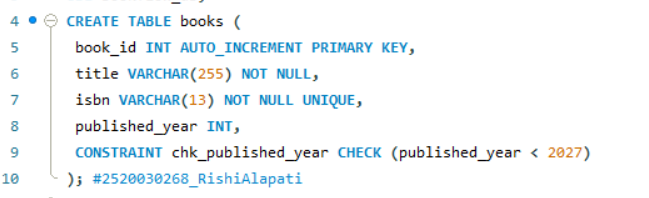 4 CREATE TABLE books (
5 book_id INT AUTO_INCREMENT PRIMARY KEY,
6 title VARCHAR(255) NOT NULL,
7 isbn VARCHAR(13) NOT NULL UNIQUE,
8 published_year INT,
9 CONSTRAINT chk_published_year CHECK (published_year < 2027)
10 ); #2520030268_RishiAlapati